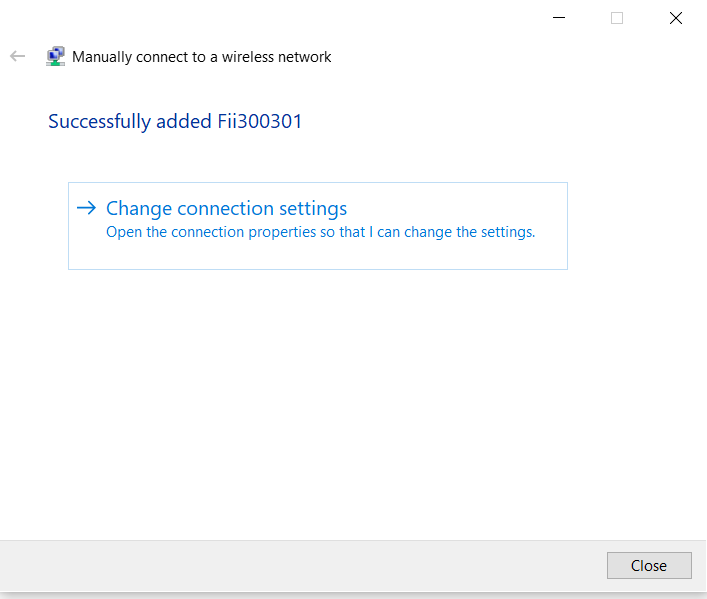 Manually connect to a wireless network
Successfully added Fii300301
Change connection settings
Open the connection properties so that I can change the settings.
Close